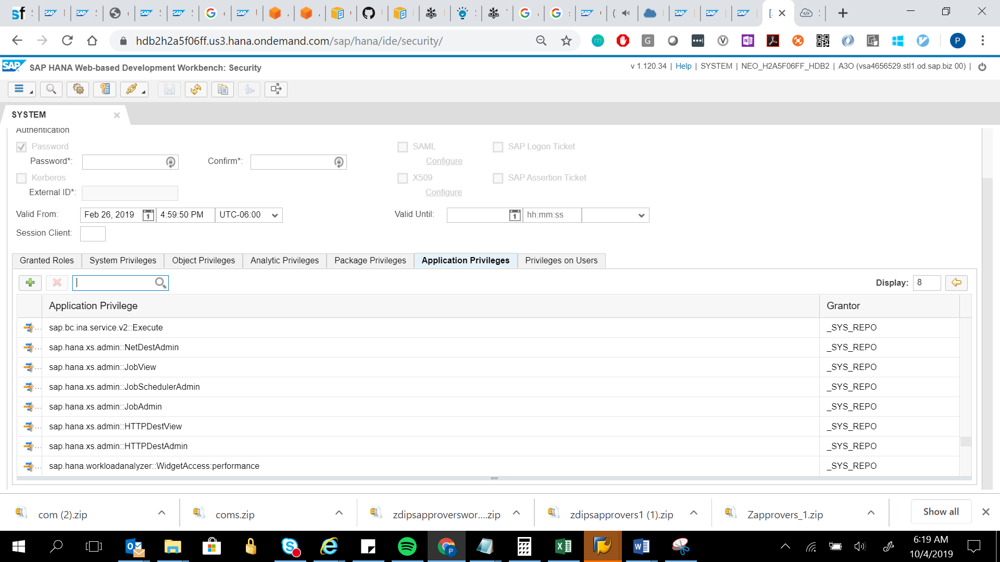 hdb2h2a5f06ff.us3.hana.ondemand.com/sap/hana/ide/security/
SAP SAP HANA Web-based Development Workbench: Security
v 1.120.34 | Help | SYSTEM | NEO_H2A5F06FF_HDB2 | A3O (vsa4656529.stl1.od.sap.biz 00) |
SYSTEM
Authentication
Password SAML SAP Logon Ticket
Password*: Confirm*: Configure
Kerberos X509 SAP Assertion Ticket
External ID*: Configure
Valid From: Feb 26, 2019 4:59:50 PM UTC-06:00 Valid Until: hh:mm:ss
Session Client:
Granted Roles System Privileges Object Privileges Analytic Privileges Package Privileges Application Privileges Privileges on Users
Display: 8
Application Privilege Grantor
sap.bc.ina.service.v2::Execute _SYS_REPO
sap.hana.xs.admin::NetDestAdmin _SYS_REPO
sap.hana.xs.admin::JobView _SYS_REPO
sap.hana.xs.admin::JobSchedulerAdmin _SYS_REPO
sap.hana.xs.admin::JobAdmin _SYS_REPO
sap.hana.xs.admin::HTTPDestView _SYS_REPO
sap.hana.xs.admin::HTTPDestAdmin _SYS_REPO
sap.hana.workloadanalyzer::WidgetAccess:performance _SYS_REPO
com (2).zip coms.zip zdipsapproverswor....zip zdipsapprovers1 (1).zip Zapprovers_1.zip Show all
6:19 AM
10/4/2019